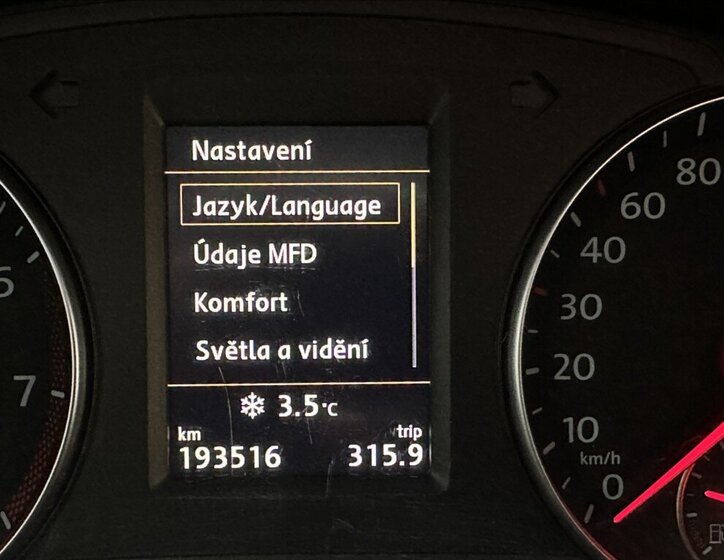 Nastavení
Jazyk/Language
Údaje MFD
Komfort
Světla a vidění
3.5°C
km trip
193516 315.9
6
7
80
60
40
30
20
10
km/h
0